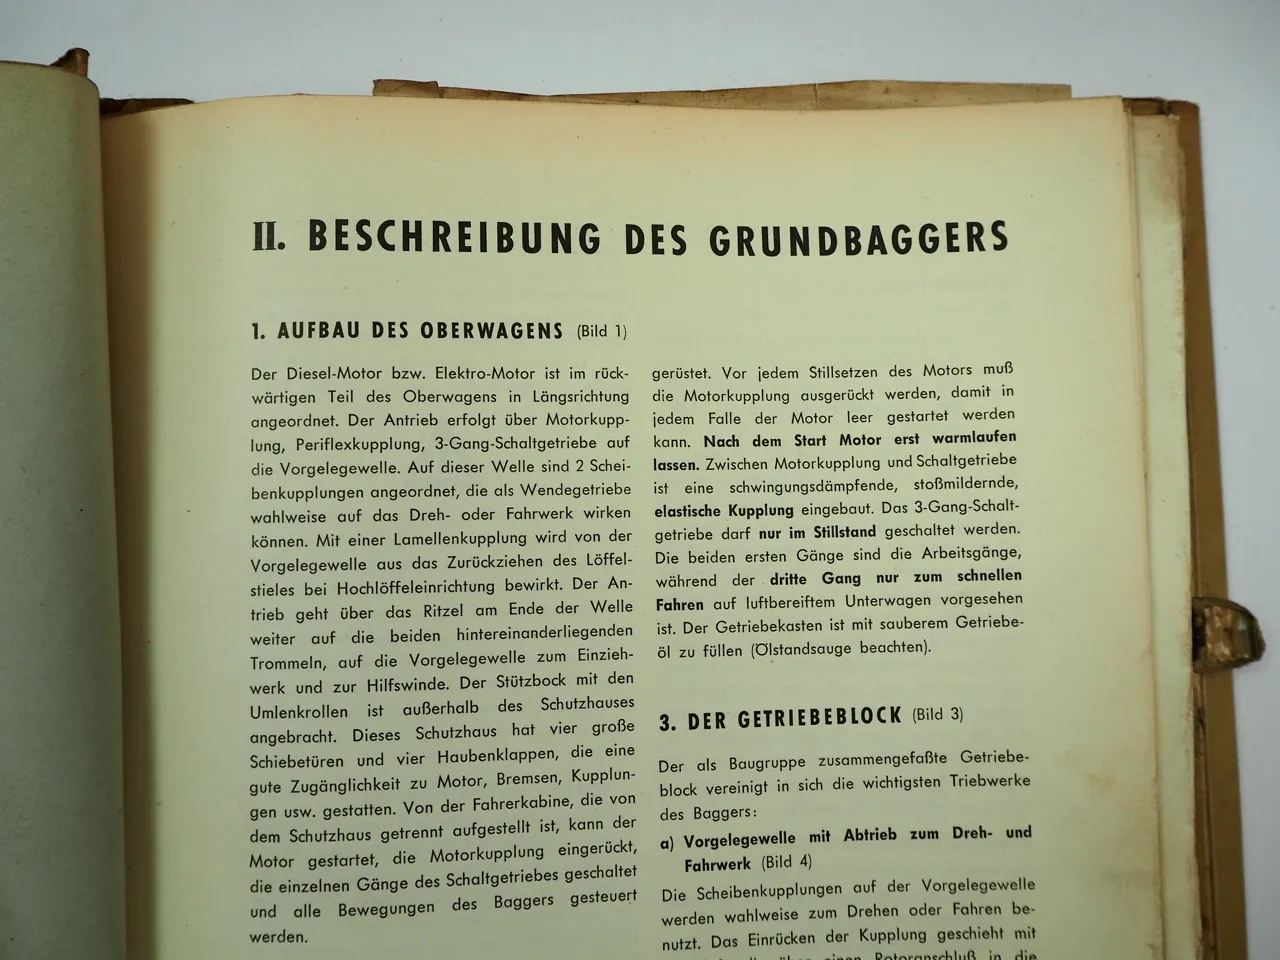 II. BESCHREIBUNG DES GRUNDBAGGERS
1. AUFBAU DES OBERWAGENS (Bild 1)
Der Diesel-Motor bzw. Elektro-Motor ist im rück-
wärtigen Teil des Oberwagens in Längsrichtung
angeordnet. Der Antrieb erfolgt über Motorkupp-
lung, Periflexkupplung, 3-Gang-Schaltgetriebe auf
die Vorgelegewelle. Auf dieser Welle sind 2 Schei-
benkupplungen angeordnet, die als Wendegetriebe
wahlweise auf das Dreh- oder Fahrwerk wirken
können. Mit einer Lamellenkupplung wird von der
Vorgelegewelle aus das Zurückziehen des Löffel-
stieles bei Hochlöffeleinrichtung bewirkt. Der An-
trieb geht über das Ritzel am Ende der Welle
weiter auf die beiden hintereinanderliegenden
Trommeln, auf die Vorgelegewelle zum Einzieh-
werk und zur Hilfswinde. Der Stützbock mit den
Umlenkrollen ist außerhalb des Schutzhauses
angebracht. Dieses Schutzhaus hat vier große
Schiebetüren und vier Haubenklappen, die eine
gute Zugänglichkeit zu Motor, Bremsen, Kupplun-
gen usw. gestatten. Von der Fahrerkabine, die von
dem Schutzhaus getrennt aufgestellt ist, kann der
Motor gestartet, die Motorkupplung eingerückt,
die einzelnen Gänge des Schaltgetriebes geschaltet
und alle Bewegungen des Baggers gesteuert
werden.
gerüstet. Vor jedem Stillsetzen des Motors muß
die Motorkupplung ausgerückt werden, damit in
jedem Falle der Motor leer gestartet werden
kann. Nach dem Start Motor erst warmlaufen
lassen. Zwischen Motorkupplung und Schaltgetriebe
ist eine schwingungsdämpfende, stoßmildernde,
elastische Kupplung eingebaut. Das 3-Gang-Schalt-
getriebe darf nur im Stillstand geschaltet werden.
Die beiden ersten Gänge sind die Arbeitsgänge,
während der dritte Gang nur zum schnellen
Fahren auf luftbereiftem Unterwagen vorgesehen
ist. Der Getriebekasten ist mit sauberem Getriebe-
öl zu füllen (Ölstandsauge beachten).
3. DER GETRIEBEBLOCK (Bild 3)
Der als Baugruppe zusammengefaßte Getriebe-
block vereinigt in sich die wichtigsten Triebwerke
des Baggers:
a) Vorgelegewelle mit Abtrieb zum Dreh- und
Fahrwerk (Bild 4)
Die Scheibenkupplungen auf der Vorgelegewelle
werden wahlweise zum Drehen oder Fahren be-
nutzt. Das Einrücken der Kupplung geschieht mit
über einen Rotoranschluß in die